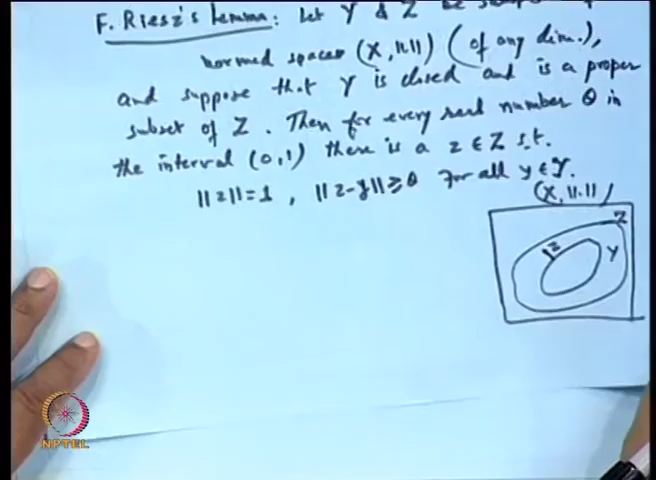 F. Riesz's lemma: Let Y & Z be
normed spaces (X, ||.||) (of any dim.),
and suppose that Y is closed and is a proper
subset of Z. Then for every real number θ in
the interval (0,1) there is a z ∈ Z s.t.
||z||=1, ||z-y||≥θ for all y ∈ Y.
(X, ||.||)
Z
z
Y
NPTEL